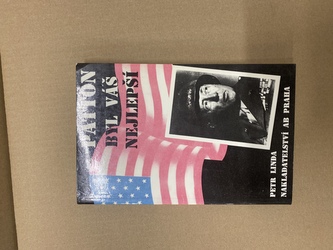 PATTON
BYL VÁŠ
NEJLEPŠÍ
PETR LINDA
NAKLADATELSTVÍ AB PRAHA